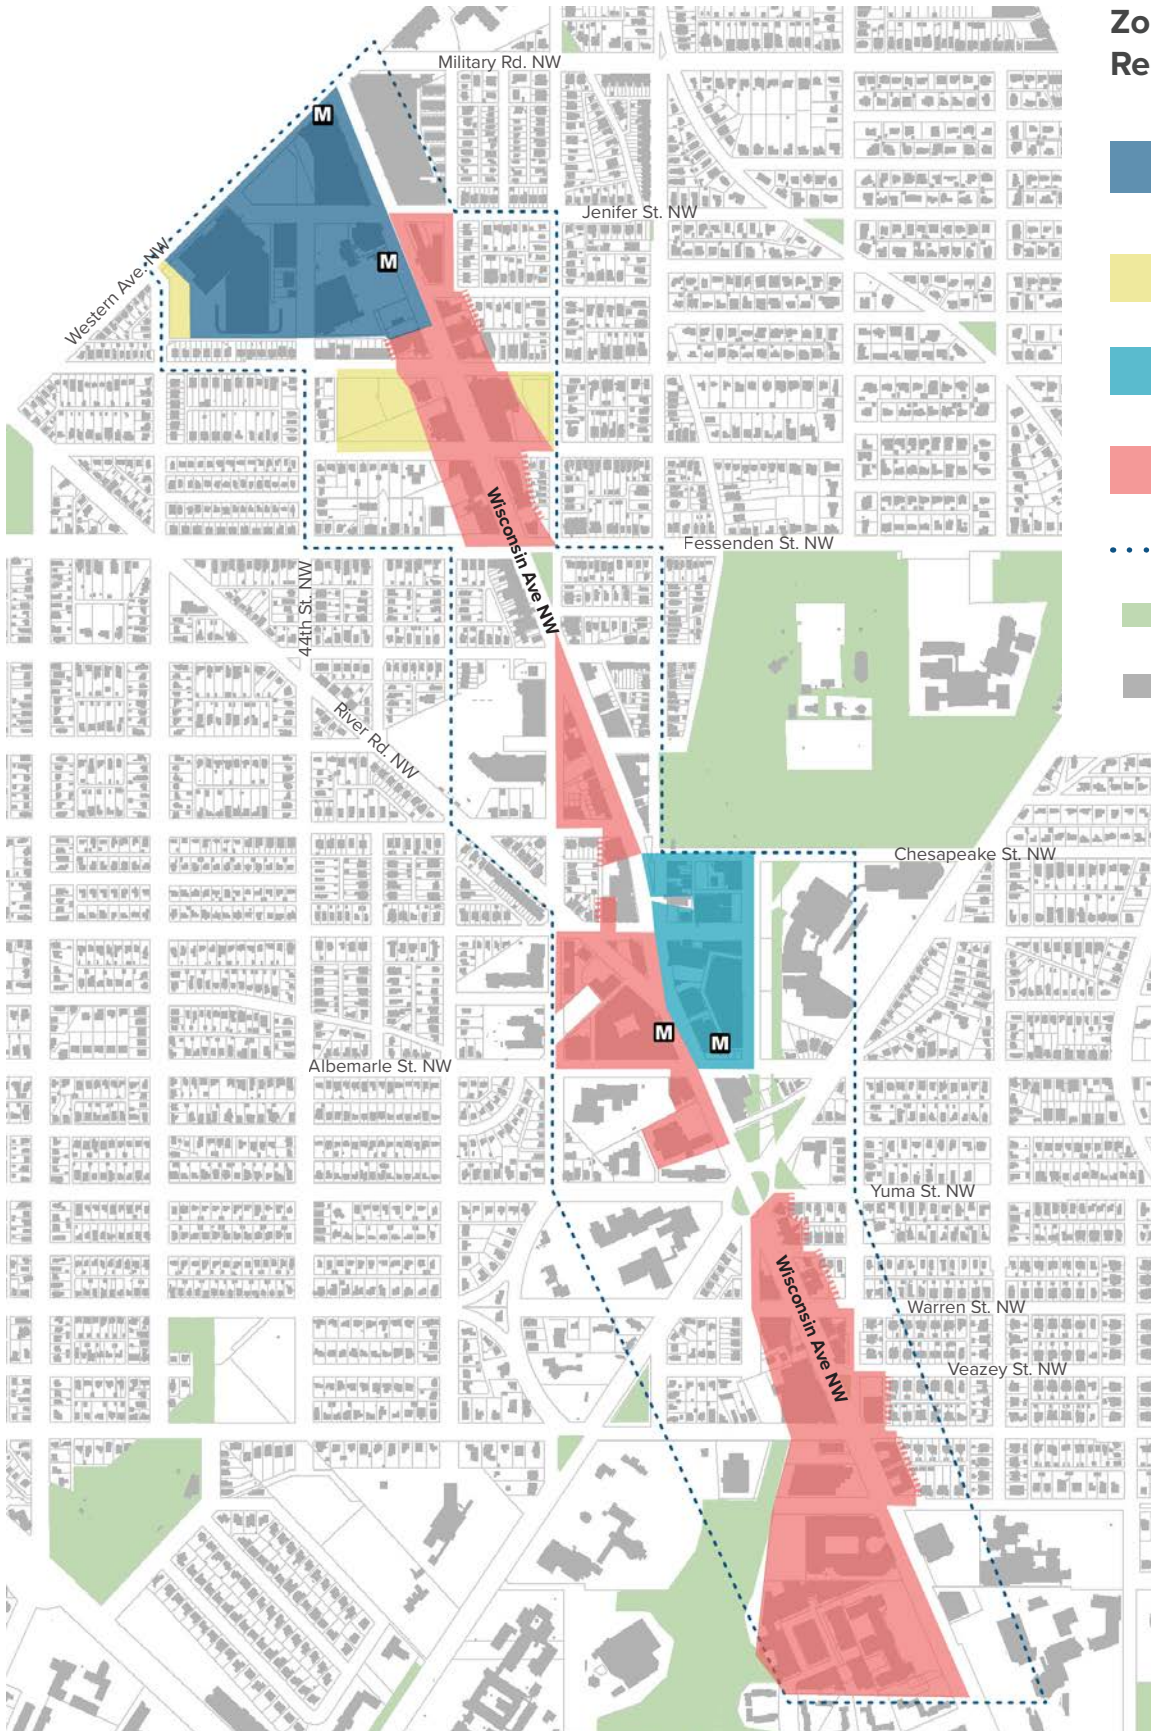 Zo
Re
Military Rd. NW
M
Jenifer St. NW
Western Ave. NW
M
Wisconsin Ave NW
Fessenden St. NW
44th St. NW
River Rd. NW
Chesapeake St. NW
M
M
Albemarle St. NW
Yuma St. NW
Wisconsin Ave NW
Warren St. NW
Veazey St. NW